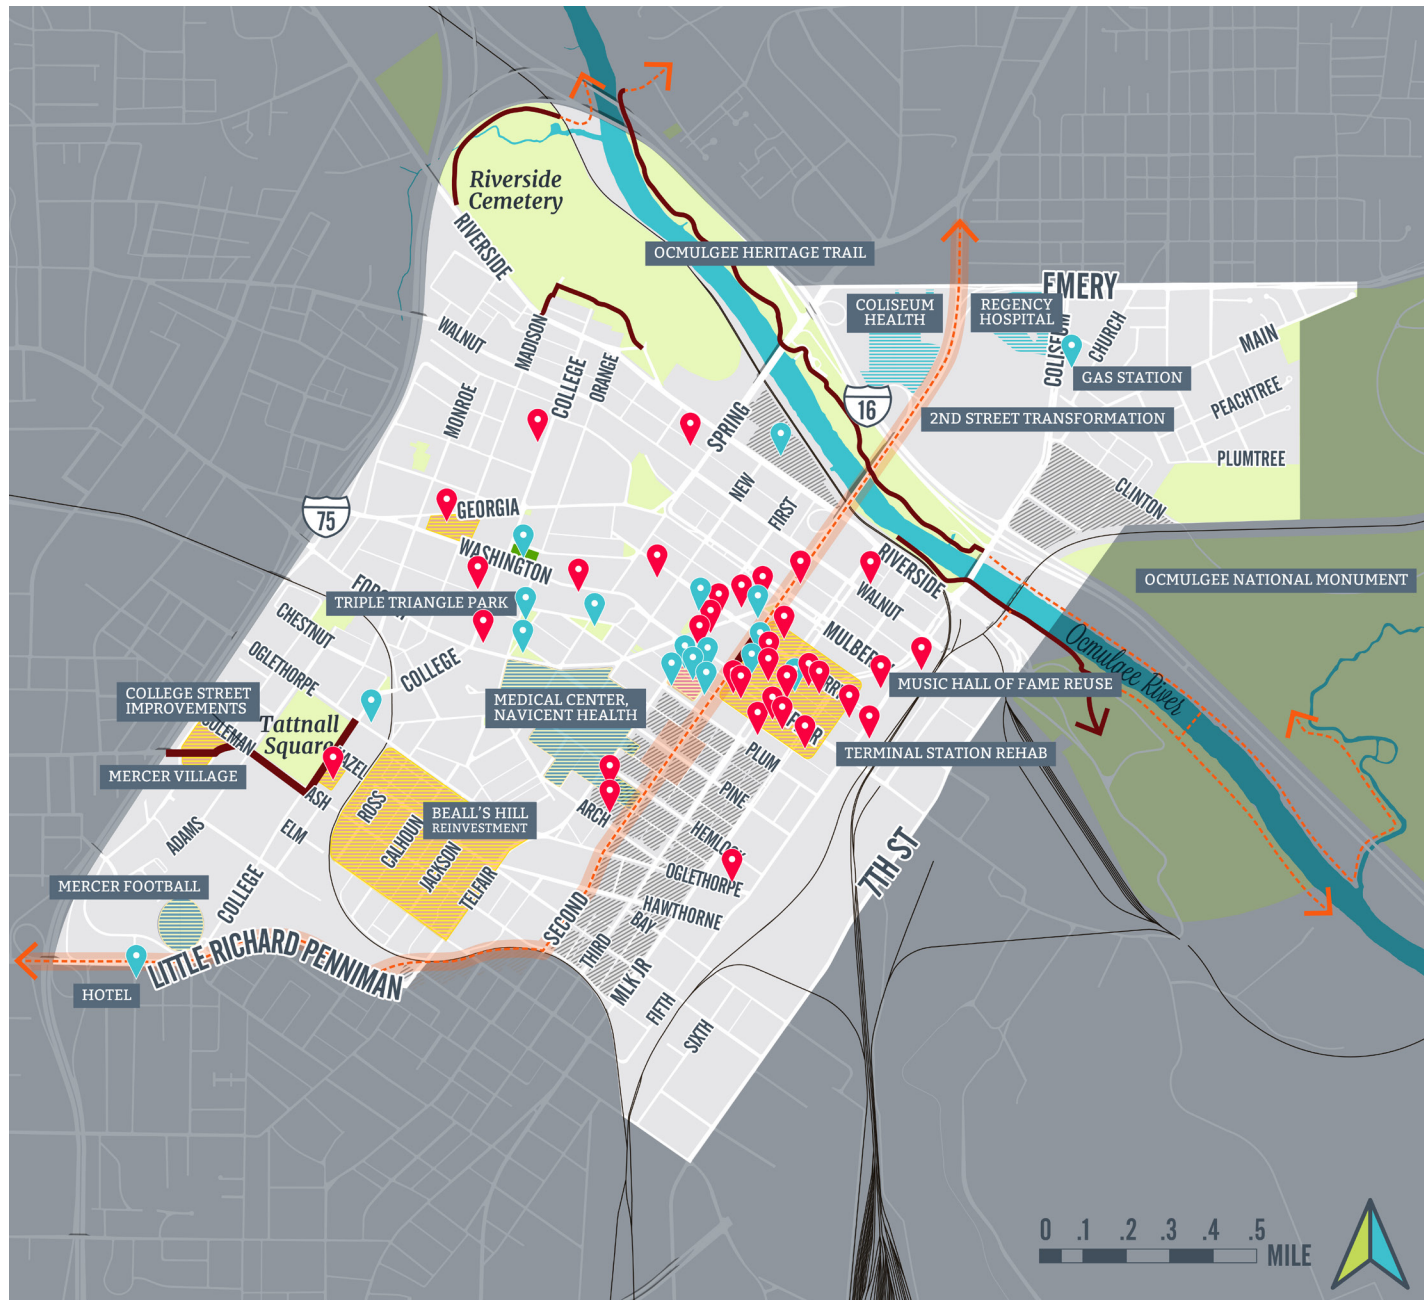 Riverside
Cemetery
RIVERSIDE
OCMULGEE HERITAGE TRAIL
EMERY
COLISEUM
HEALTH
REGENCY
HOSPITAL
COLISEUM
CHURCH
MAIN
GAS STATION
PEACHTREE
WALNUT
MADISON
COLLEGE
ORANGE
MONROE
SPRING
16
2ND STREET TRANSFORMATION
PLUMTREE
CLINTON
NEW
FIRST
75
GEORGIA
WASHINGTON
RIVERSIDE
WALNUT
OCMULGEE NATIONAL MONUMENT
TRIPLE TRIANGLE PARK
CHESTNUT
OGLETHORPE
COLLEGE
MULBERRY
Ocmulgee River
COLLEGE STREET
IMPROVEMENTS
MEDICAL CENTER,
NAVICENT HEALTH
MUSIC HALL OF FAME REUSE
COLEMAN
Tattnall
Square
TERMINAL STATION REHAB
PLUM
MERCER VILLAGE
ASH
ROSS
PINE
ARCH
BEALL'S HILL
REINVESTMENT
ADAMS
ELM
CALHOUN
JACKSON
TELFAIR
HEMLOCK
OGLETHORPE
7TH ST
MERCER FOOTBALL
COLLEGE
HAWTHORNE
BAY
SECOND
THIRD
LITTLE RICHARD PENNIMAN
MLK JR
HOTEL
FIFTH
SIXTH
0 .1 .2 .3 .4 .5
MILE